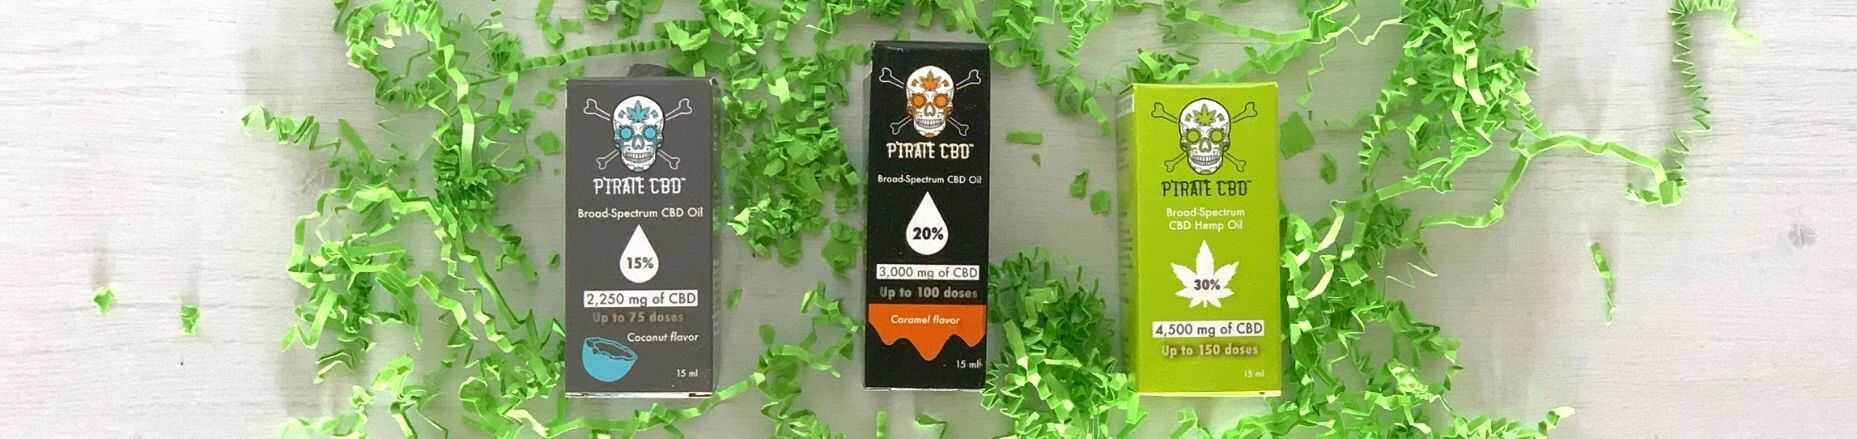 PIRATE CBD™
Broad-Spectrum CBD Oil
15%
2,250 mg of CBD
Up to 75 doses
Coconut flavor
15 ml
PIRATE CBD™
Broad-Spectrum CBD Oil
20%
3,000 mg of CBD
Up to 100 doses
Caramel flavor
15 ml
PIRATE CBD™
Broad-Spectrum
CBD Hemp Oil
30%
4,500 mg of CBD
Up to 150 doses
15 ml